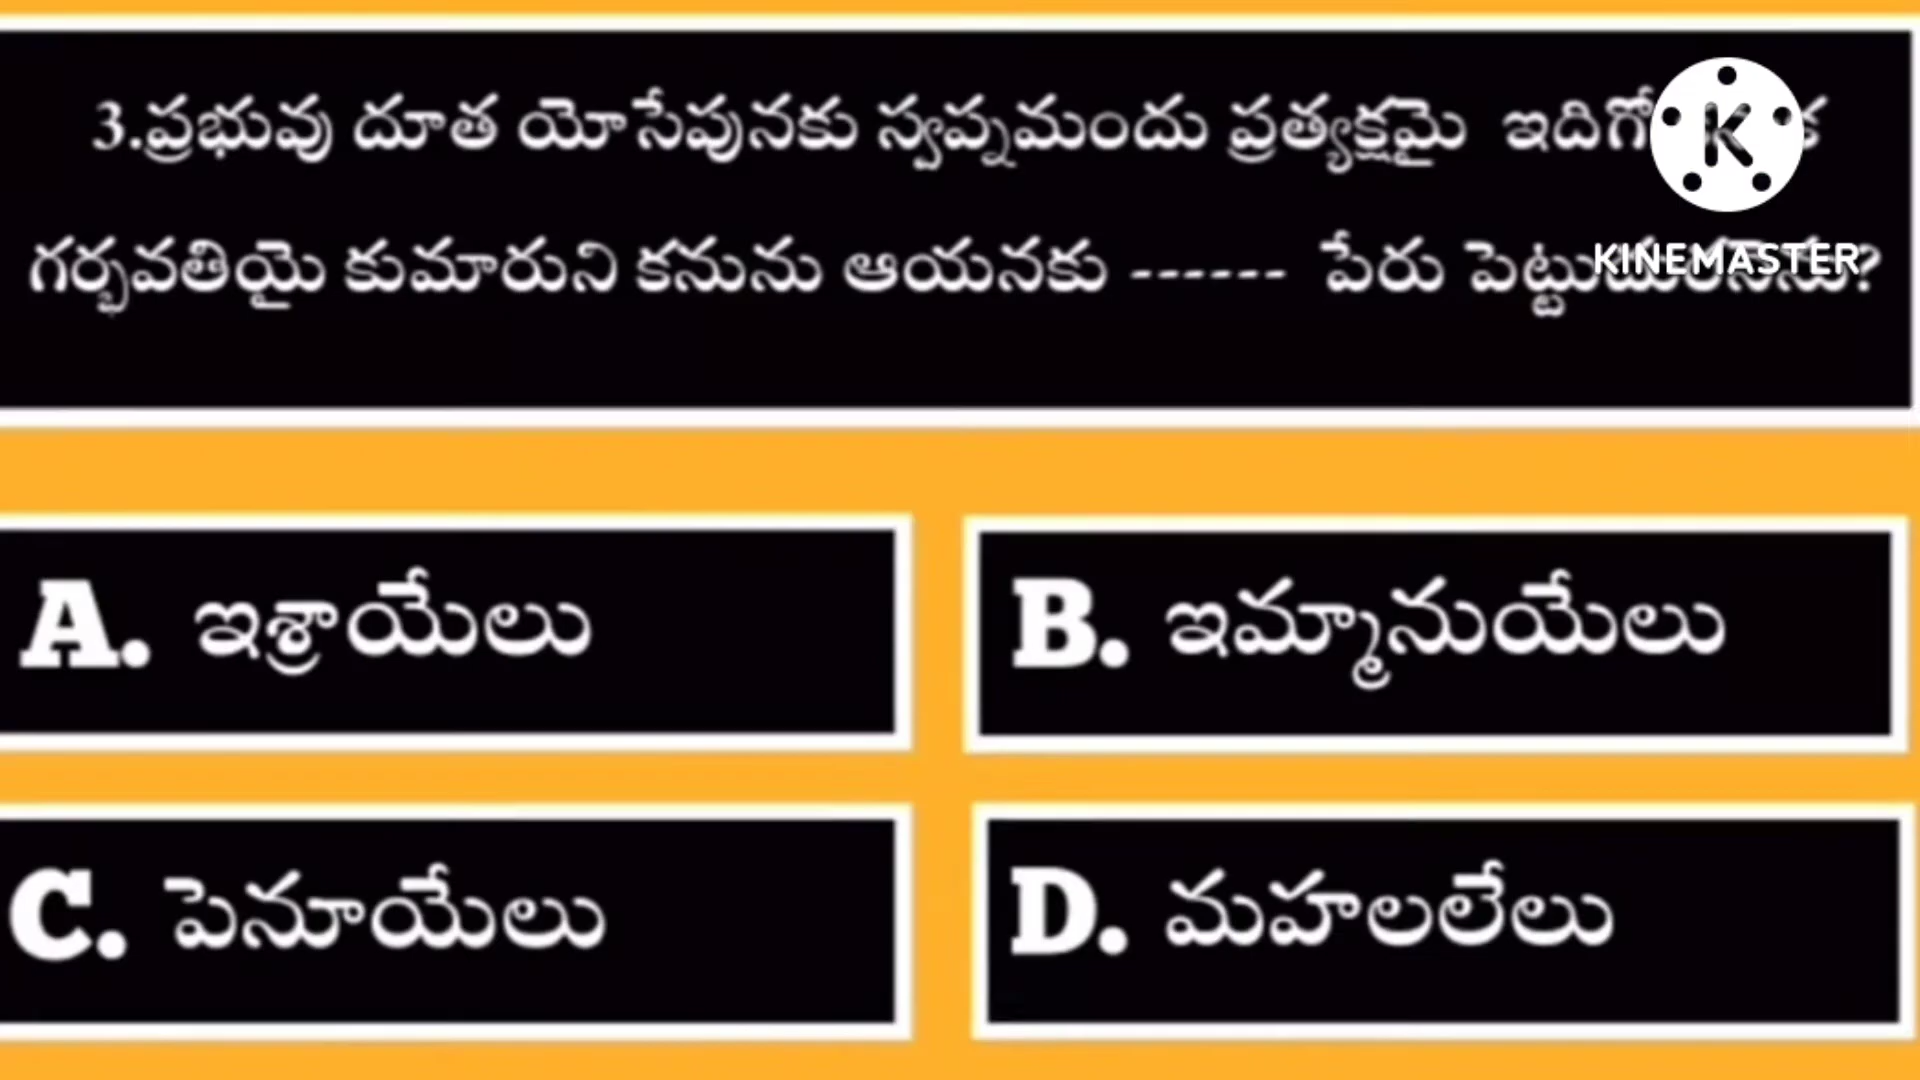 3.ప్రభువు దూత యోసేపునకు స్వప్నమందు ప్రత్యక్షమై ఇదిగో
గర్భవతియై కుమారుని కనును ఆయనకు ------ పేరు
KINEMASTER
A. ఇశ్రాయేలు
B. ఇమ్మానుయేలు
C. పెనూయేలు
D. మహలలేలు